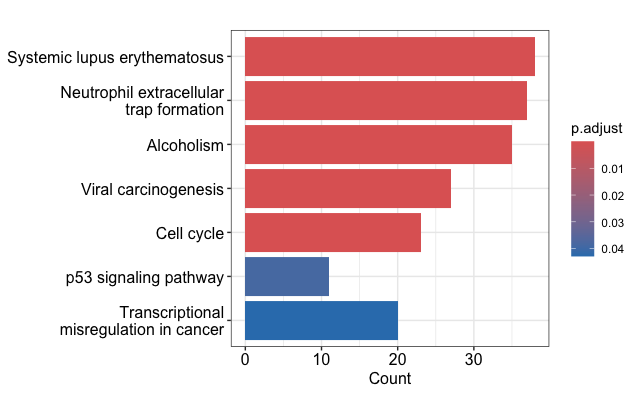 Systemic lupus erythematosus
Neutrophil extracellular
trap formation
Alcoholism
Viral carcinogenesis
Cell cycle
p53 signaling pathway
Transcriptional
misregulation in cancer
0 10 20 30
Count
p.adjust
0.01
0.02
0.03
0.04